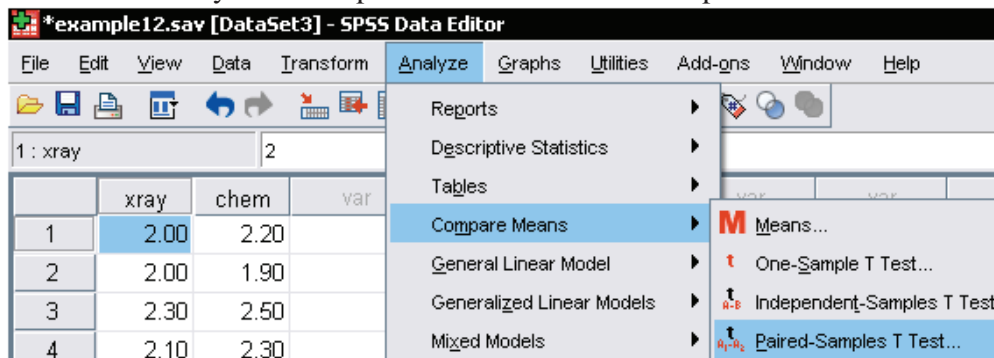 *example12.sav [DataSet3] - SPSS Data Editor
File Edit View Data Transform Analyze Graphs Utilities Add-ons Window Help
1 : xray 2
xray chem var var var
1 2.00 2.20
2 2.00 1.90
3 2.30 2.50
4 2.10 2.30
Reports
Descriptive Statistics
Tables
Compare Means
General Linear Model
Generalized Linear Models
Mixed Models
M Means...
t One-Sample T Test...
Independent-Samples T Test
Paired-Samples T Test...